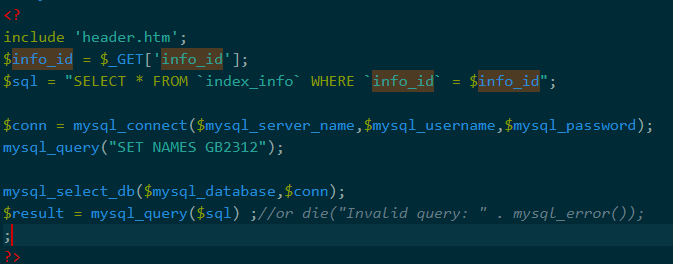 <?
include 'header.htm';
$info_id = $_GET['info_id'];
$sql = "SELECT * FROM `index_info` WHERE `info_id` = $info_id";
$conn = mysql_connect($mysql_server_name,$mysql_username,$mysql_password);
mysql_query("SET NAMES GB2312");
mysql_select_db($mysql_database,$conn);
$result = mysql_query($sql) ;//or die("Invalid query: " . mysql_error());
;
?>